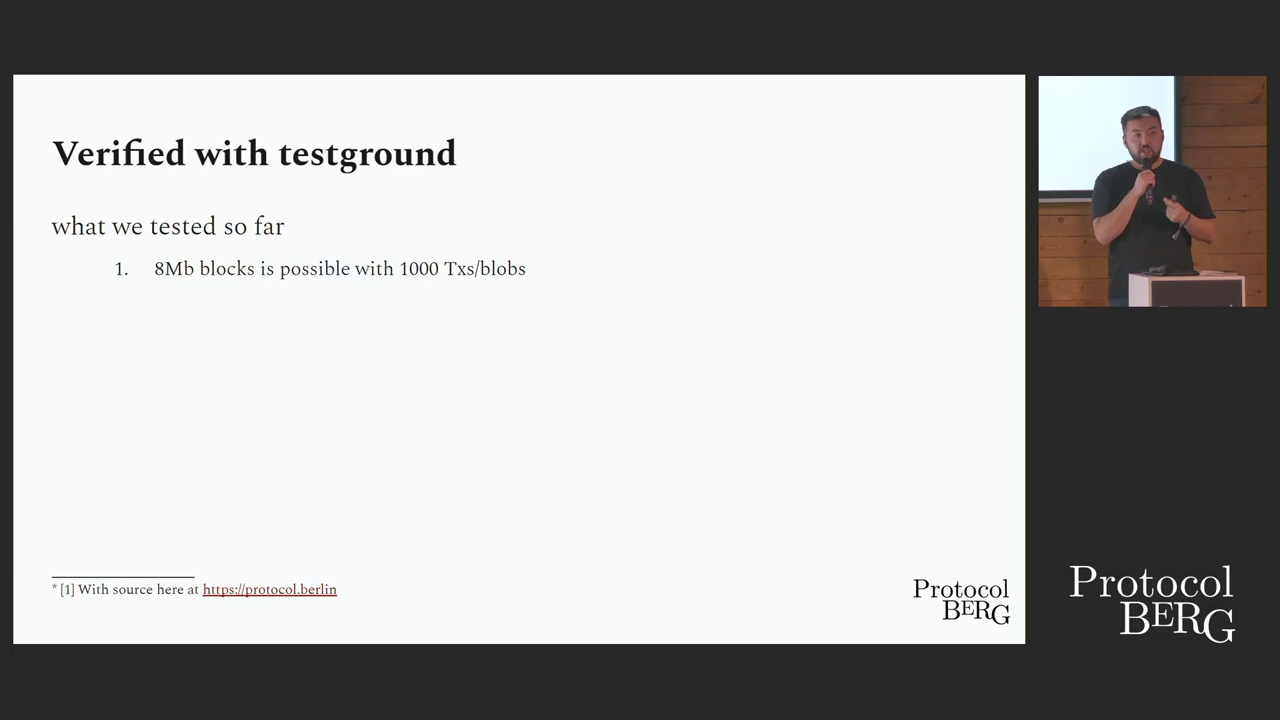 Verified with testground
what we tested so far
1. 8Mb blocks is possible with 1000 Txs/blobs
* [1] With source here at https://protocol.berlin
Protocol
BERG
Protocol
BERG